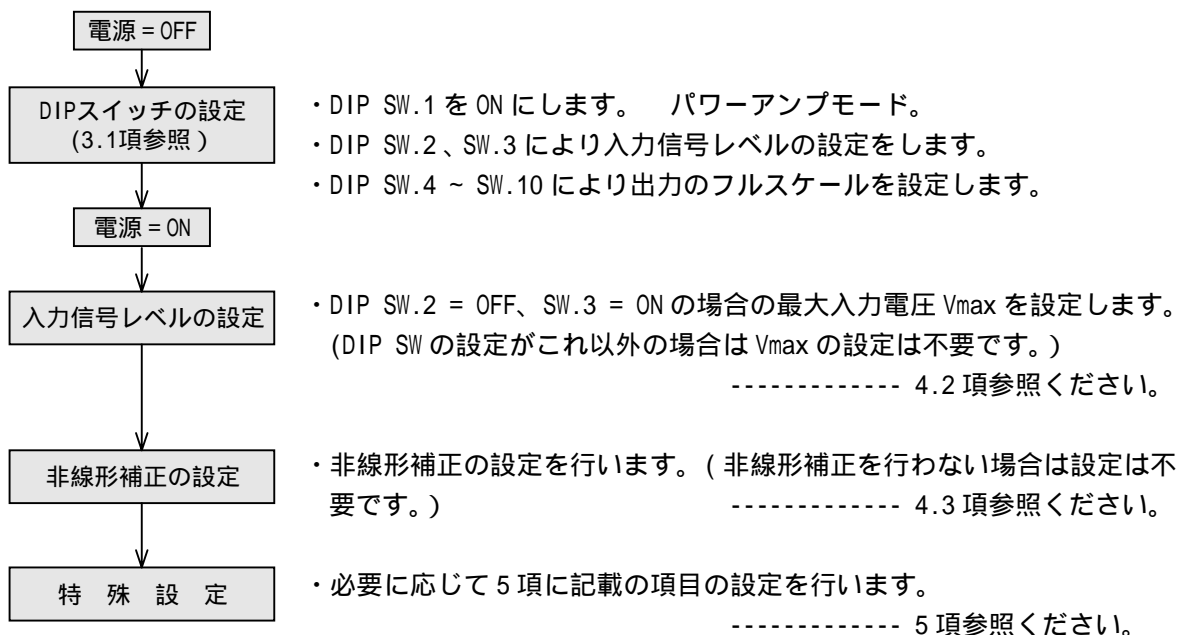 電源 = OFF
DIPスイッチの設定
(3.1項参照)
・DIP SW.1 を ON にします。　パワーアンプモード。
・DIP SW.2、SW.3 により入力信号レベルの設定をします。
・DIP SW.4 ~ SW.10 により出力のフルスケールを設定します。
電源 = ON
入力信号レベルの設定
・DIP SW.2 = OFF、SW.3 = ON の場合の最大入力電圧 Vmax を設定します。
(DIP SW の設定がこれ以外の場合は Vmax の設定は不要です。)
------------- 4.2 項参照ください。
非線形補正の設定
・非線形補正の設定を行います。(非線形補正を行わない場合は設定は不
要です。) ------------- 4.3 項参照ください。
特　殊　設　定
・必要に応じて 5 項に記載の項目の設定を行います。
------------- 5 項参照ください。